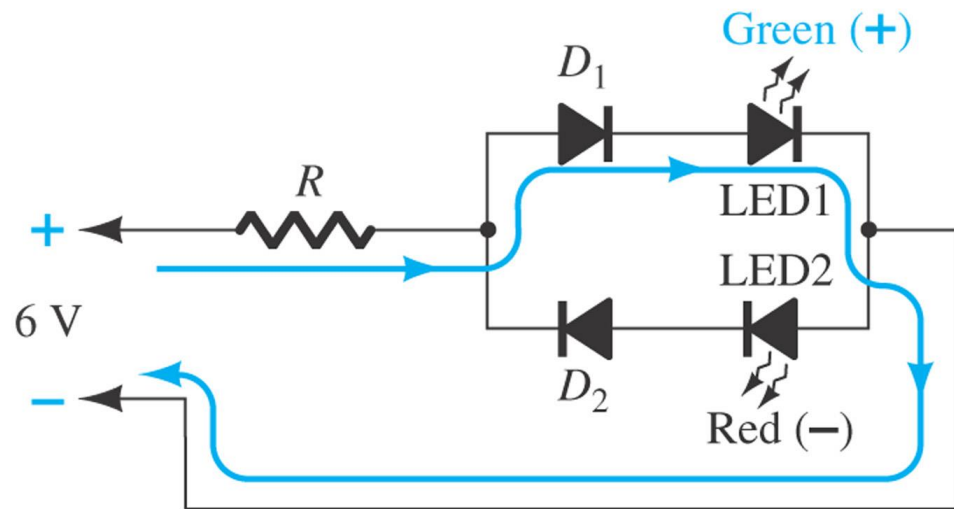 Green (+)
D1
R
LED1
+
LED2
6 V
D2
−
Red (−)